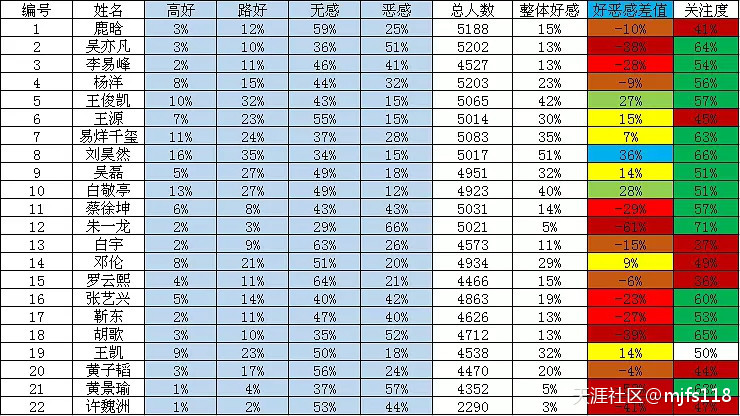 编号 姓名 高好 路好 无感 恶感 总人数 整体好感 好恶感差值 关注度
1 鹿晗 3% 12% 59% 25% 5188 15% -10% 41%
2 吴亦凡 3% 10% 36% 51% 5202 13% -38% 64%
3 李易峰 2% 11% 46% 41% 4527 13% -28% 54%
4 杨洋 8% 15% 44% 32% 5203 23% -9% 56%
5 王俊凯 10% 32% 43% 15% 5065 42% 27% 57%
6 王源 7% 23% 55% 15% 5014 30% 15% 45%
7 易烊千玺 11% 24% 37% 28% 5083 35% 7% 63%
8 刘昊然 16% 35% 34% 15% 5017 51% 36% 66%
9 吴磊 5% 27% 49% 18% 4951 32% 14% 51%
10 白敬亭 13% 27% 49% 12% 4923 40% 28% 51%
11 蔡徐坤 6% 8% 43% 43% 5031 14% -29% 57%
12 朱一龙 2% 3% 29% 66% 5021 5% -61% 71%
13 白宇 2% 9% 63% 26% 4573 11% -15% 37%
14 邓伦 8% 21% 51% 20% 4934 29% 9% 49%
15 罗云熙 4% 11% 64% 21% 4466 15% -6% 36%
16 张艺兴 5% 14% 40% 42% 4863 19% -23% 60%
17 靳东 2% 11% 47% 40% 4626 13% -27% 53%
18 胡歌 3% 10% 35% 52% 4712 13% -39% 65%
19 王凯 9% 23% 50% 18% 4538 32% 14% 50%
20 黄子韬 3% 17% 56% 24% 4470 20% -4% 44%
21 黄景瑜 1% 4% 37% 57% 4352 5%
22 许魏洲 1% 2% 53% 44% 2290 3% -41% 47%
天涯社区@mjfs118